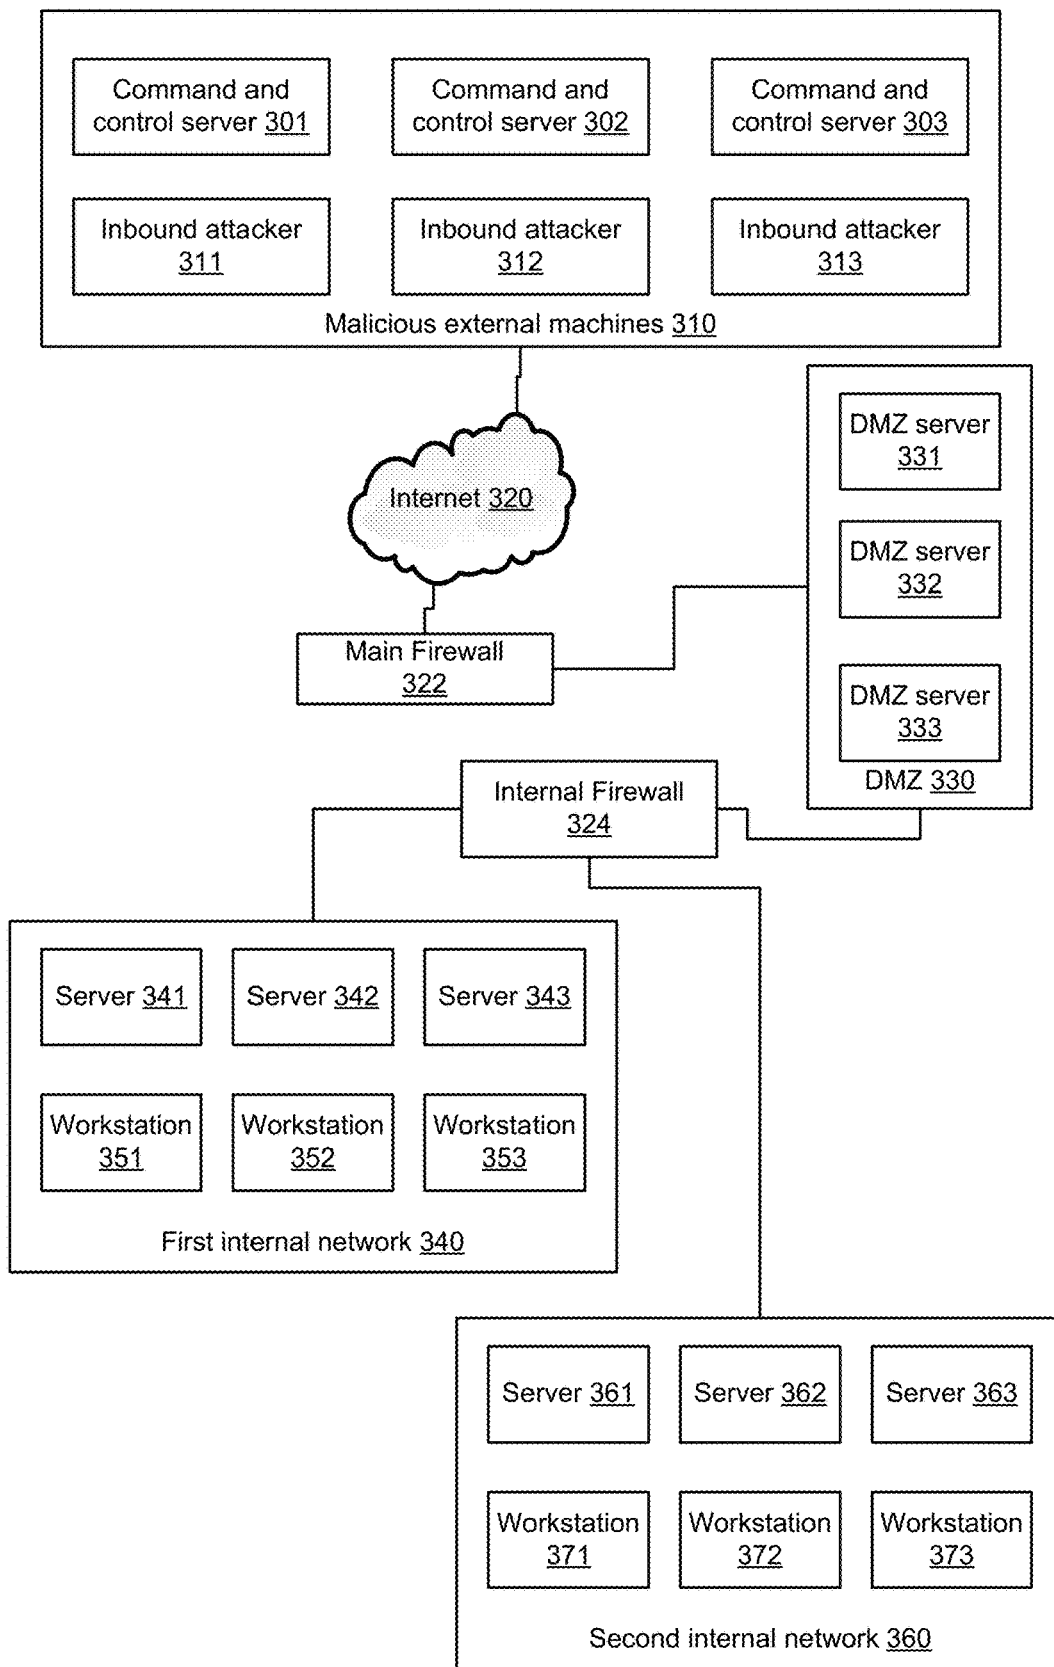 Command and
control server 301
Command and
control server 302
Command and
control server 303
Inbound attacker
311
Inbound attacker
312
Inbound attacker
313
Malicious external machines 310
Internet 320
DMZ server
331
DMZ server
332
DMZ server
333
DMZ 330
Main Firewall
322
Internal Firewall
324
Server 341
Server 342
Server 343
Workstation
351
Workstation
352
Workstation
353
First internal network 340
Server 361
Server 362
Server 363
Workstation
371
Workstation
372
Workstation
373
Second internal network 360